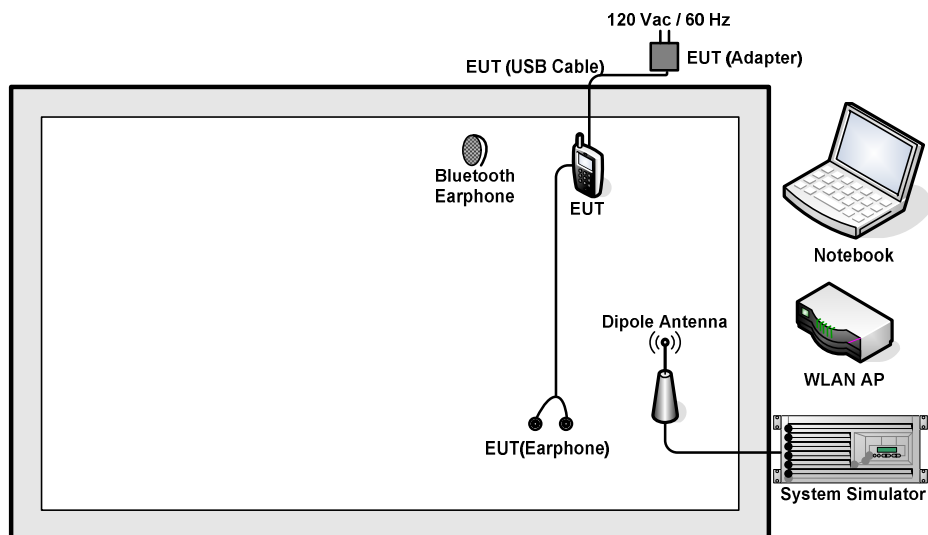 120 Vac / 60 Hz
EUT (USB Cable)
EUT (Adapter)
Bluetooth
Earphone
EUT
Notebook
Dipole Antenna
WLAN AP
EUT(Earphone)
System Simulator